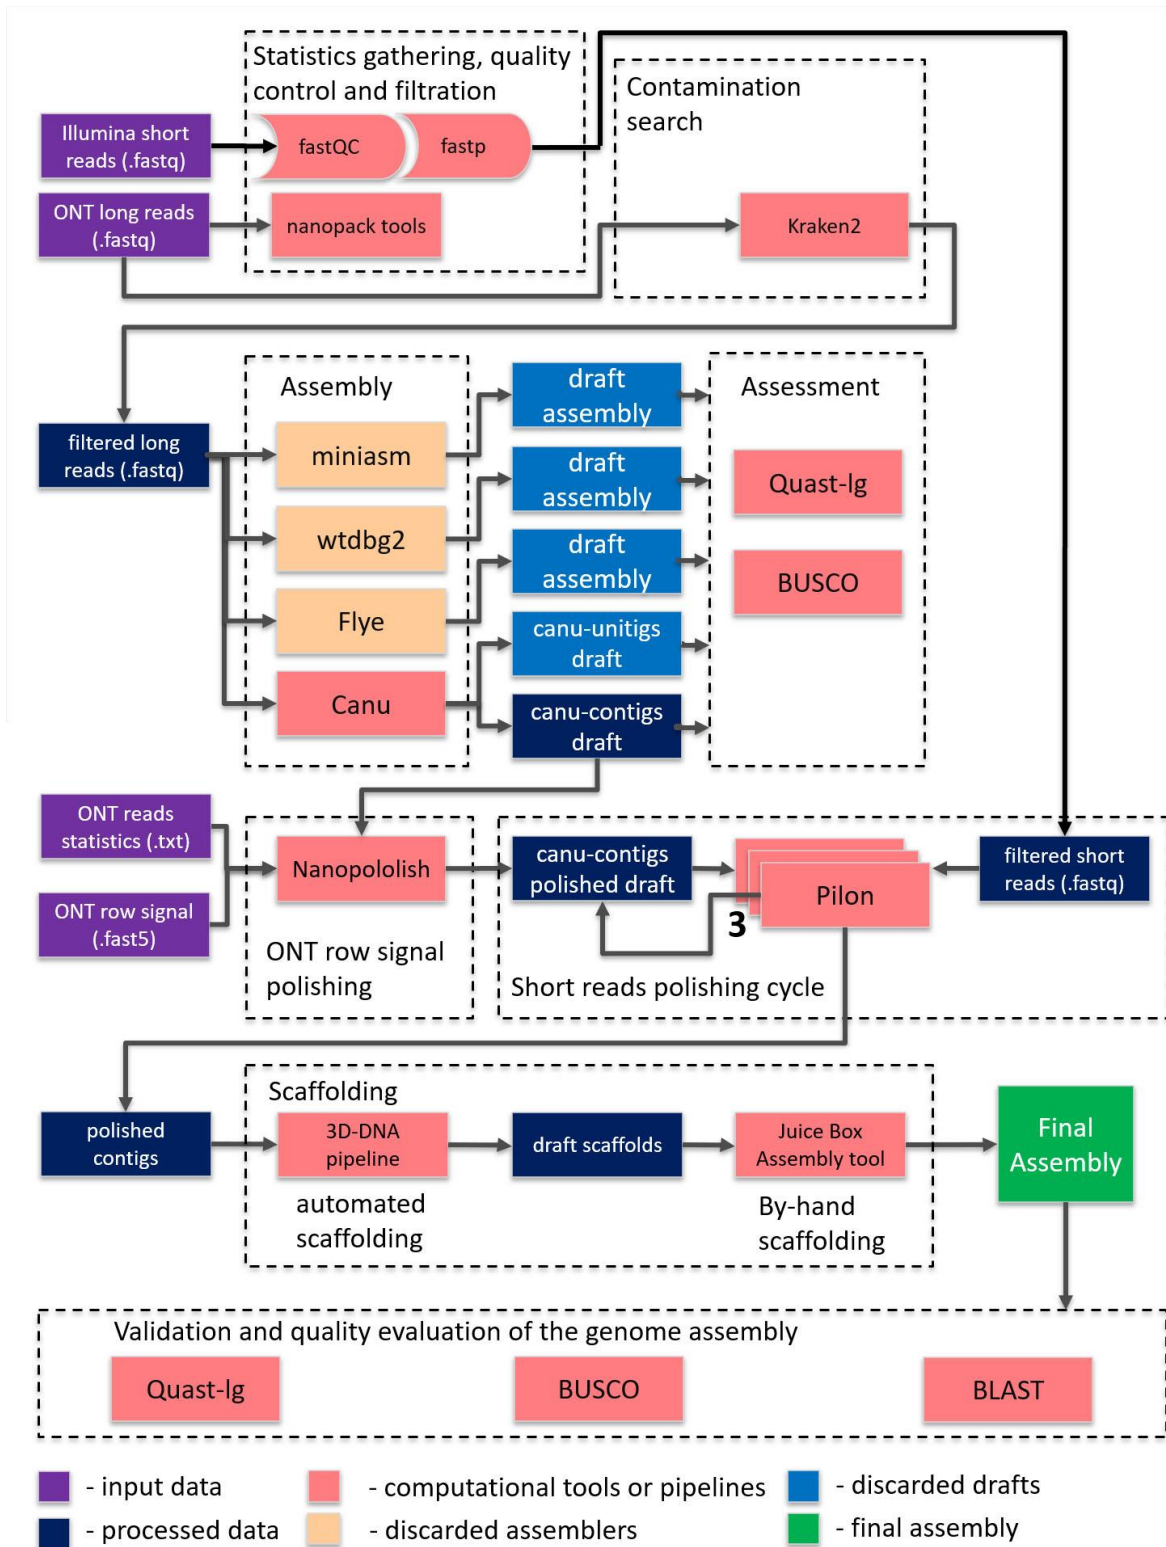 Statistics gathering, quality
control and filtration
Contamination
search
Illumina short
reads (.fastq)
fastQC
fastp
ONT long reads
(.fastq)
nanopack tools
Kraken2
Assembly
draft
assembly
Assessment
filtered long
reads (.fastq)
miniasm
draft
assembly
Quast-lg
wtdbg2
draft
assembly
BUSCO
Flye
canu-unitigs
draft
Canu
canu-contigs
draft
ONT reads
statistics (.txt)
Nanopololish
canu-contigs
polished draft
Pilon
3
filtered short
reads (.fastq)
ONT row signal
(.fast5)
ONT row signal
polishing
Short reads polishing cycle
Scaffolding
polished
contigs
3D-DNA
pipeline
draft scaffolds
Juice Box
Assembly tool
Final
Assembly
automated
scaffolding
By-hand
scaffolding
Validation and quality evaluation of the genome assembly
Quast-lg
BUSCO
BLAST
- input data
- computational tools or pipelines
- discarded drafts
- processed data
- discarded assemblers
- final assembly